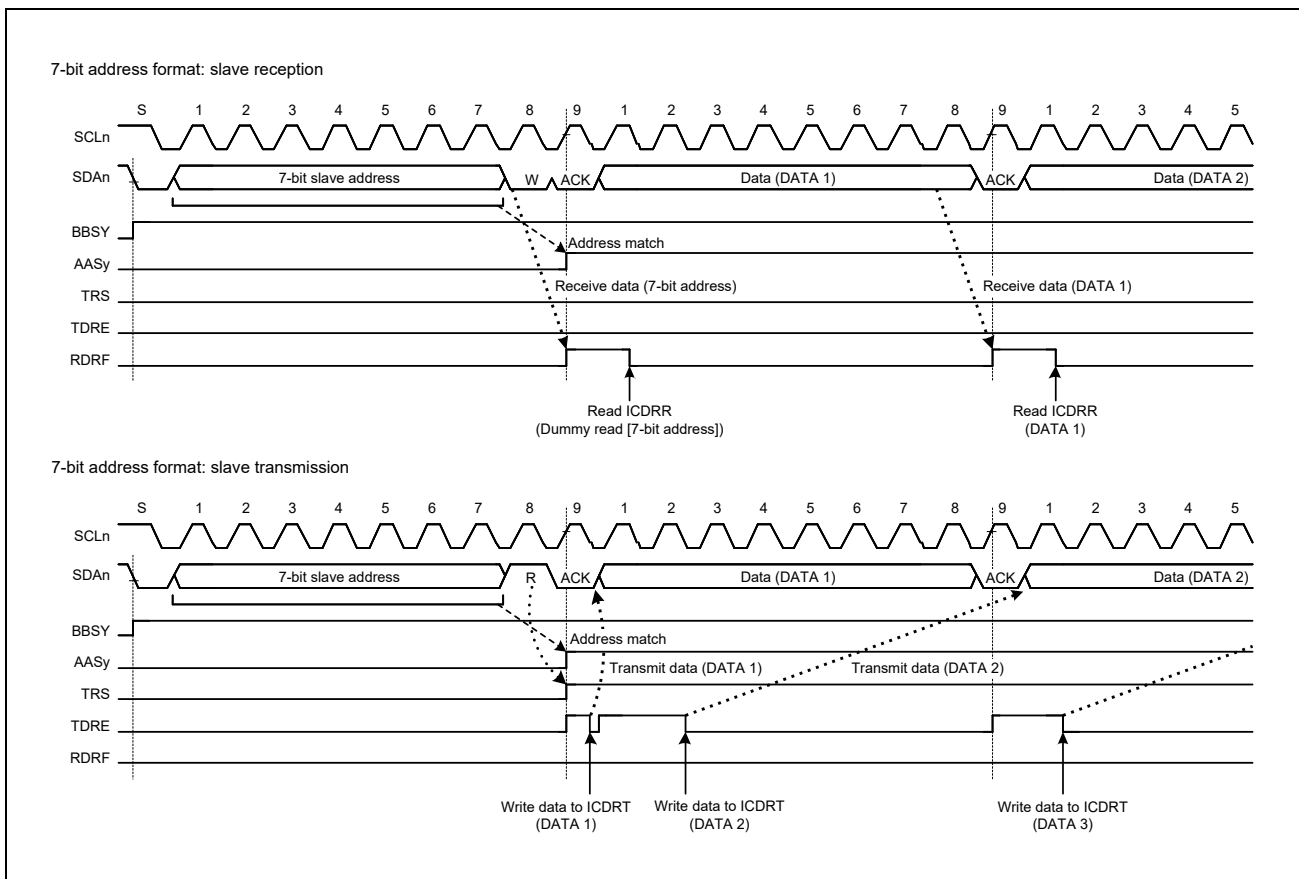 7-bit address format: slave reception
S 1 2 3 4 5 6 7 8 9 1 2 3 4 5 6 7 8 9 1 2 3 4 5
SCLn
SDAn 7-bit slave address W ACK Data (DATA 1) ACK Data (DATA 2)
BBSY
Address match
AASy
Receive data (7-bit address) Receive data (DATA 1)
TRS
TDRE
RDRF
Read ICDRR Read ICDRR
(Dummy read [7-bit address]) (DATA 1)
7-bit address format: slave transmission
S 1 2 3 4 5 6 7 8 9 1 2 3 4 5 6 7 8 9 1 2 3 4 5
SCLn
SDAn 7-bit slave address R ACK Data (DATA 1) ACK Data (DATA 2)
BBSY
Address match
AASy
Transmit data (DATA 1) Transmit data (DATA 2)
TRS
TDRE
RDRF
Write data to ICDRT Write data to ICDRT Write data to ICDRT
(DATA 1) (DATA 2) (DATA 3)